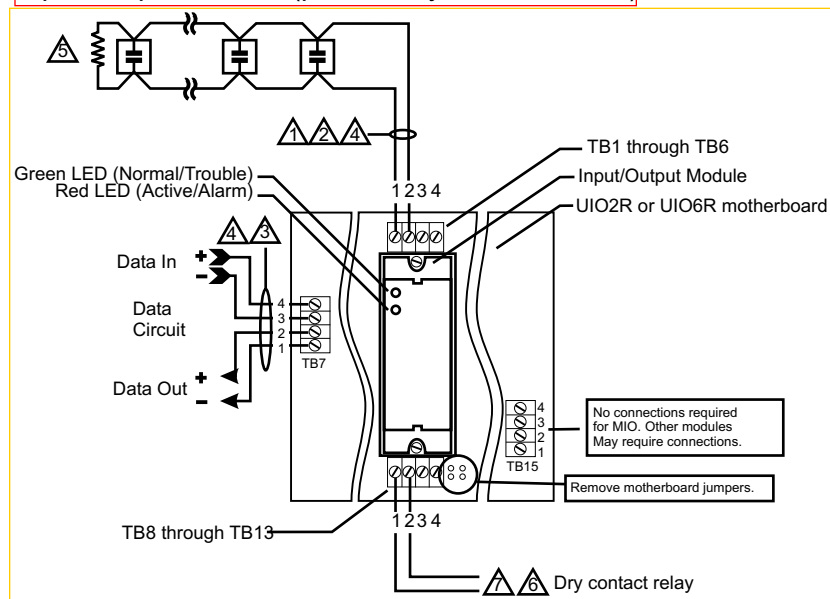 5
1 2 4
TB1 through TB6
Green LED (Normal/Trouble)
Input/Output Module
Red LED (Active/Alarm)
1 2 3 4
UIO2R or UIO6R motherboard
4 3
Data In
+
-
Data
Circuit
4
3
2
1
TB7
Data Out
+
-
4
3
2
1
TB15
No connections required
for MIO. Other modules
May require connections.
Remove motherboard jumpers.
TB8 through TB13
1 2 3 4
7 6 Dry contact relay